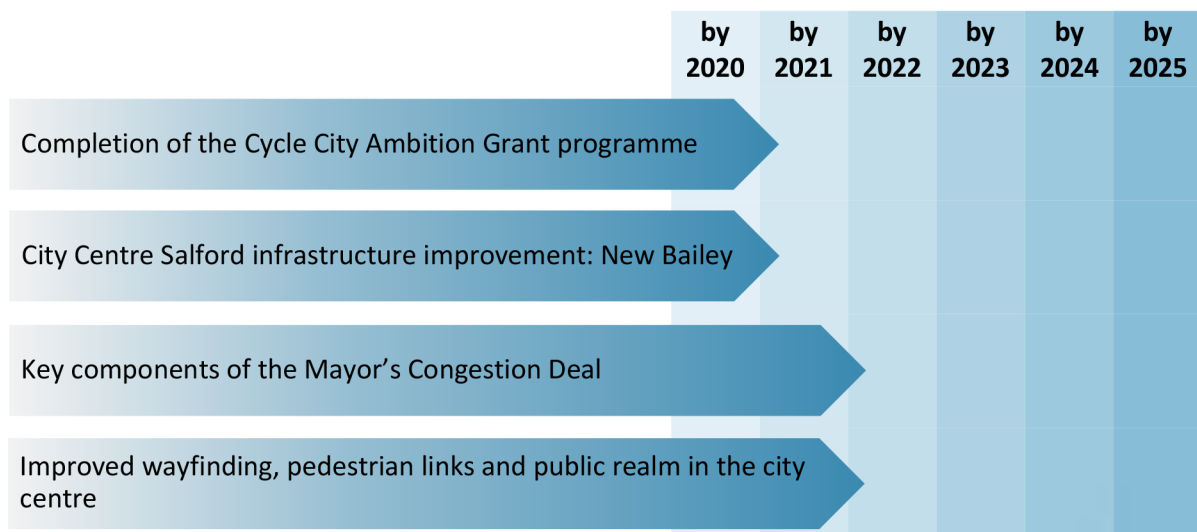 by by by by by by
2020 2021 2022 2023 2024 2025
Completion of the Cycle City Ambition Grant programme
City Centre Salford infrastructure improvement: New Bailey
Key components of the Mayor’s Congestion Deal
Improved wayfinding, pedestrian links and public realm in the city
centre